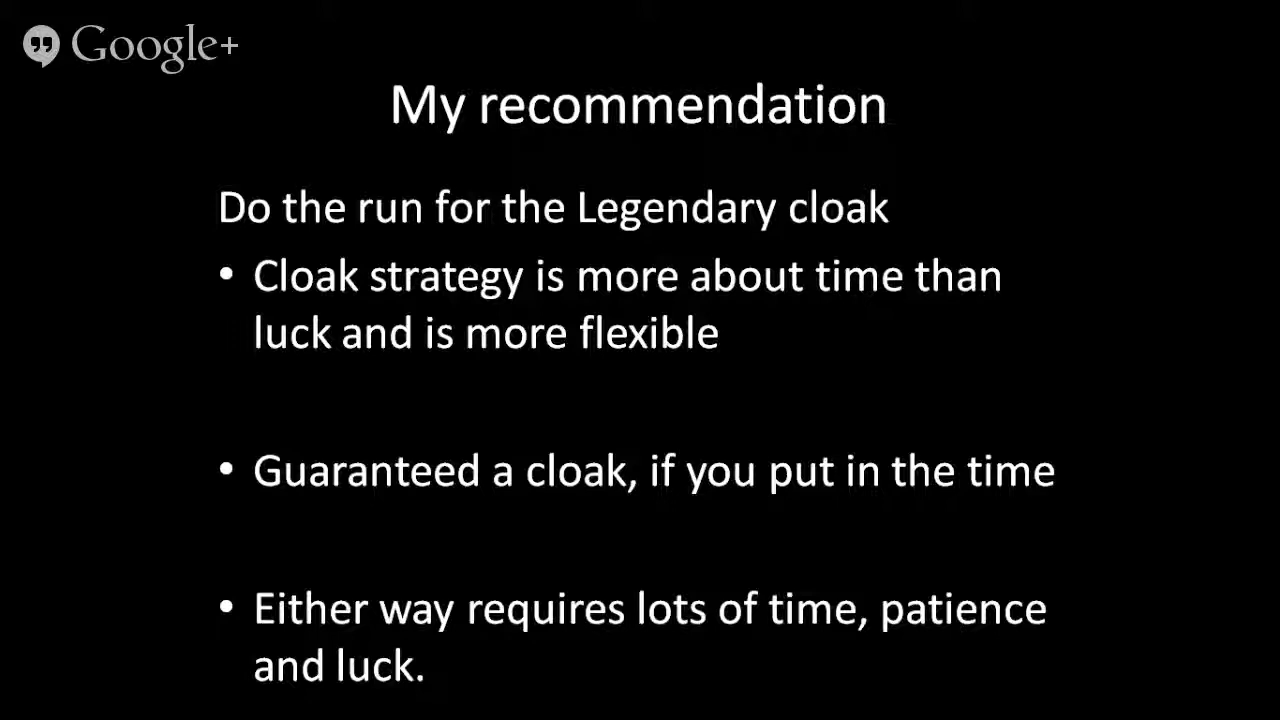 Google+
My recommendation
Do the run for the Legendary cloak
• Cloak strategy is more about time than
luck and is more flexible
• Guaranteed a cloak, if you put in the time
• Either way requires lots of time, patience
and luck.